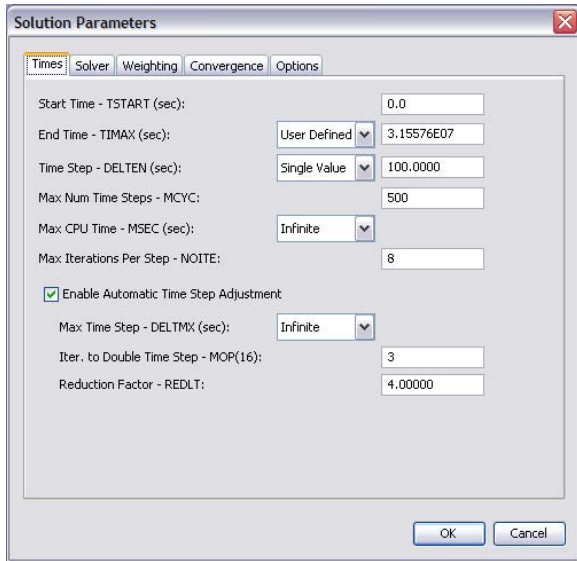 Solution Parameters
Times Solver Weighting Convergence Options
Start Time - TSTART (sec): 0.0
End Time - TIMAX (sec): User Defined 3.15576E07
Time Step - DELTEN (sec): Single Value 100.0000
Max Num Time Steps - MCYC: 500
Max CPU Time - MSEC (sec): Infinite
Max Iterations Per Step - NOITE: 8
Enable Automatic Time Step Adjustment
Max Time Step - DELTMX (sec): Infinite
Iter. to Double Time Step - MOP(16): 3
Reduction Factor - REDLT: 4.00000
OK Cancel